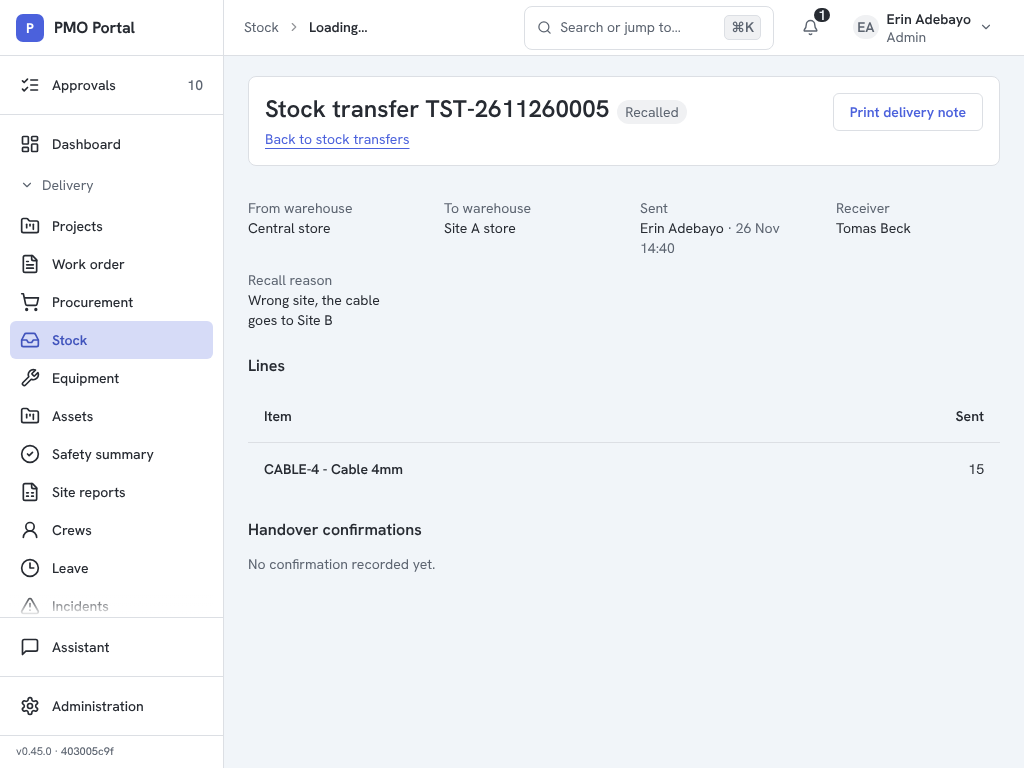 P PMO Portal
Stock > Loading...
Search or jump to... ⌘K
1
EA
Erin Adebayo
Admin
Approvals 10
Dashboard
Delivery
Projects
Work order
Procurement
Stock
Equipment
Assets
Safety summary
Site reports
Crews
Leave
Incidents
Assistant
Administration
v0.45.0 · 403005c9f
Stock transfer TST-2611260005 Recalled
Back to stock transfers
Print delivery note
From warehouse
Central store
To warehouse
Site A store
Sent
Erin Adebayo · 26 Nov
14:40
Receiver
Tomas Beck
Recall reason
Wrong site, the cable
goes to Site B
Lines
Item Sent
CABLE-4 - Cable 4mm 15
Handover confirmations
No confirmation recorded yet.